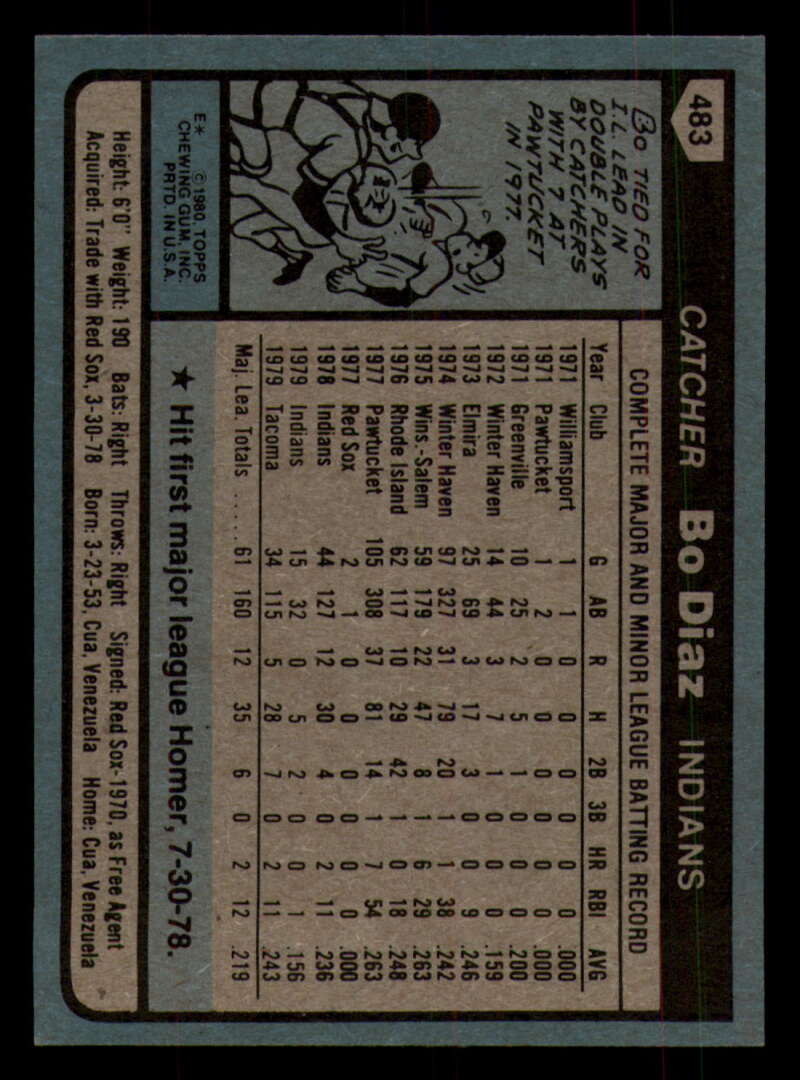 483
CATCHER Bo Diaz INDIANS
BO TIED FOR
I.L. LEAD IN
DOUBLE PLAYS
BY CATCHERS
WITH 7 AT
PAWTUCKET
IN 1977.
E* © 1980 TOPPS
CHEWING GUM, INC.
PRTD. IN U.S.A.
COMPLETE MAJOR AND MINOR LEAGUE BATTING RECORD
Year Club G AB R H 2B 3B HR RBI AVG
1971 Williamsport 1 1 0 0 0 0 0 0 .000
1971 Pawtucket 1 2 0 0 0 0 0 0 .000
1971 Greenville 10 25 2 5 1 0 0 0 .200
1972 Winter Haven 14 44 3 7 1 0 0 0 .159
1973 Elmira 25 69 3 17 3 0 0 9 .246
1974 Winter Haven 97 327 31 79 20 1 1 38 .242
1975 Wins.-Salem 59 179 22 47 8 1 6 29 .263
1976 Rhode Island 62 117 10 29 42 1 0 18 .248
1977 Pawtucket 105 308 37 81 14 1 7 54 .263
1977 Red Sox 2 1 0 0 0 0 0 0 .000
1978 Indians 44 127 12 30 4 0 2 11 .236
1979 Indians 15 32 0 5 2 0 0 1 .156
1979 Tacoma 34 115 5 28 7 0 2 11 .243
Maj. Lea. Totals ..... 61 160 12 35 6 0 2 12 .219
★ Hit first major league Homer, 7-30-78.
Height: 6'0" Weight: 190 Bats: Right Throws: Right Signed: Red Sox-1970, as Free Agent
Acquired: Trade with Red Sox, 3-30-78 Born: 3-23-53, Cua, Venezuela Home: Cua, Venezuela